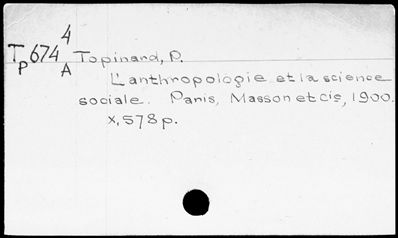 4
Tp674 Topinard, P.
A
L'anthropologie et la science
sociale. Paris, Masson et cie, 1900.
x, 578 p.